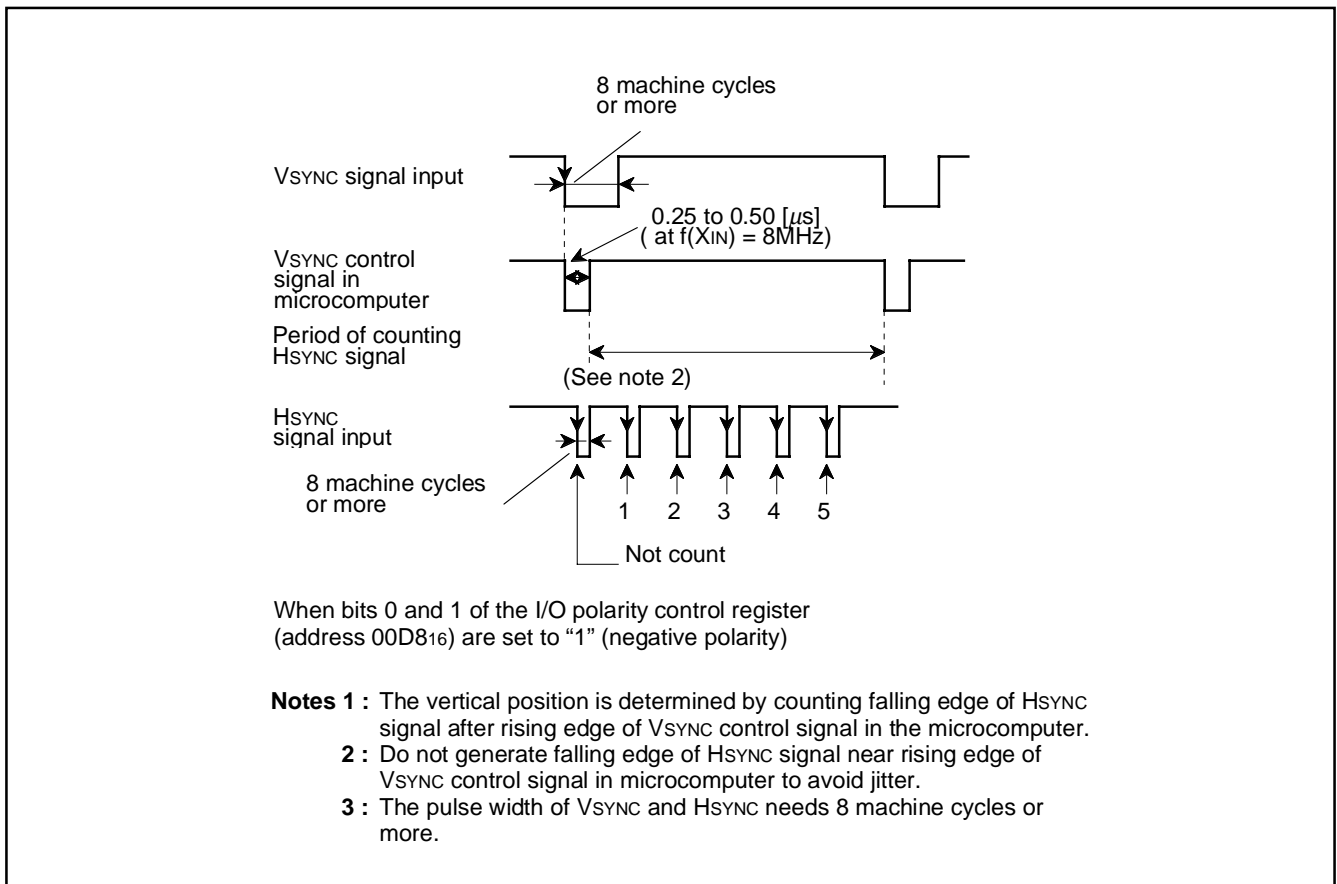 8 machine cycles
or more
VSYNC signal input
0.25 to 0.50 [μs]
( at f(XIN) = 8MHz)
VSYNC control
signal in
microcomputer
Period of counting
HSYNC signal
(See note 2)
HSYNC
signal input
8 machine cycles
or more
1 2 3 4 5
Not count
When bits 0 and 1 of the I/O polarity control register
(address 00D816) are set to “1” (negative polarity)
Notes 1 : The vertical position is determined by counting falling edge of HSYNC
signal after rising edge of VSYNC control signal in the microcomputer.
2 : Do not generate falling edge of HSYNC signal near rising edge of
VSYNC control signal in microcomputer to avoid jitter.
3 : The pulse width of VSYNC and HSYNC needs 8 machine cycles or
more.